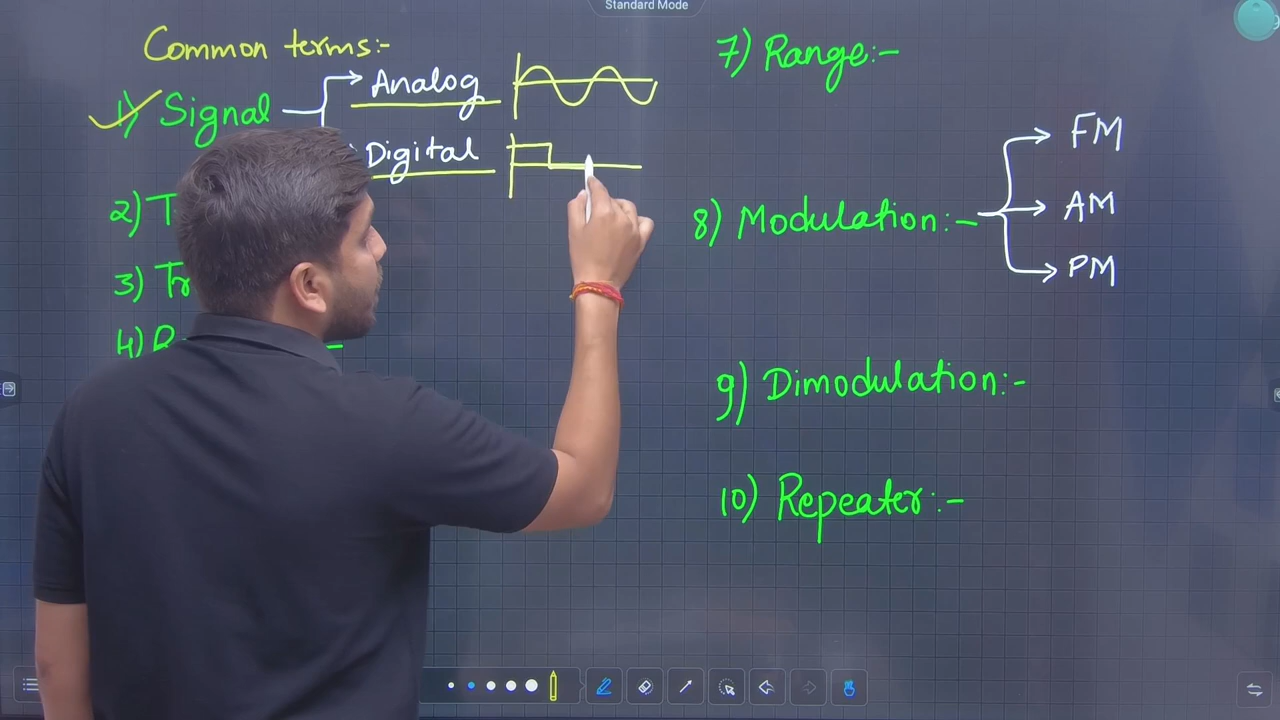 Standard Mode
Common terms:-
1) Signal
Analog
Digital
2) T
3) Tr
4)
7) Range:-
8) Modulation:-
FM
AM
PM
9) Dimodulation:-
10) Repeater:-